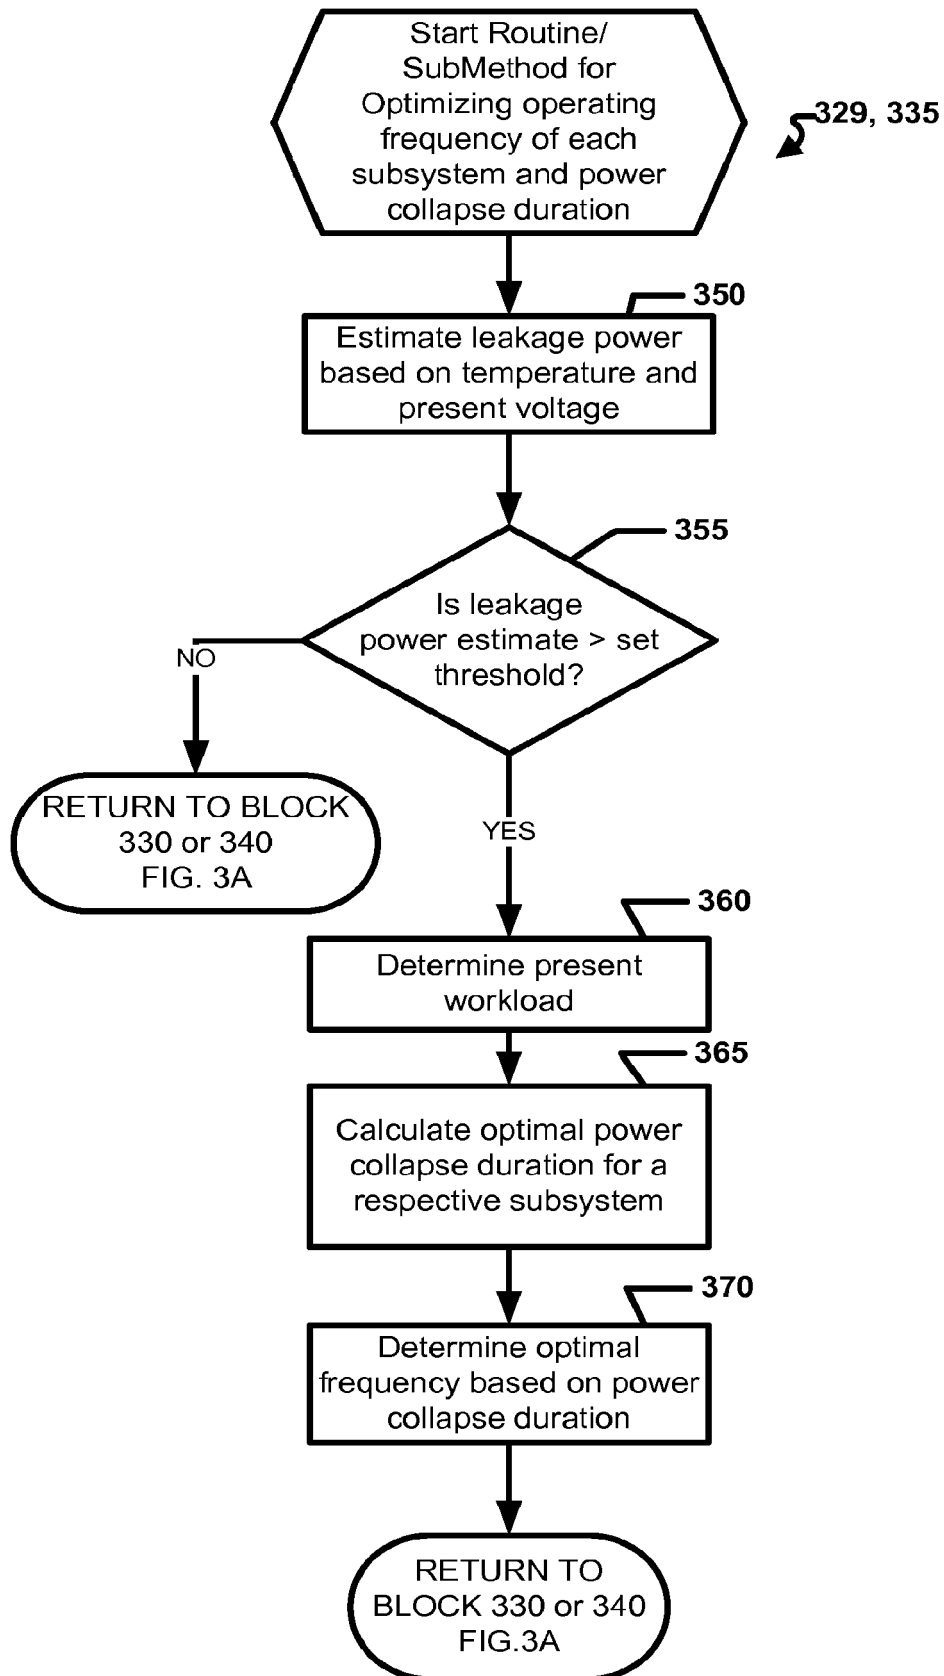 Start Routine/
SubMethod for
Optimizing operating
frequency of each
subsystem and power
collapse duration
329, 335
350
Estimate leakage power
based on temperature and
present voltage
355
Is leakage
power estimate > set
threshold?
NO
RETURN TO BLOCK
330 or 340
FIG. 3A
YES
360
Determine present
workload
365
Calculate optimal power
collapse duration for a
respective subsystem
370
Determine optimal
frequency based on power
collapse duration
RETURN TO
BLOCK 330 or 340
FIG.3A